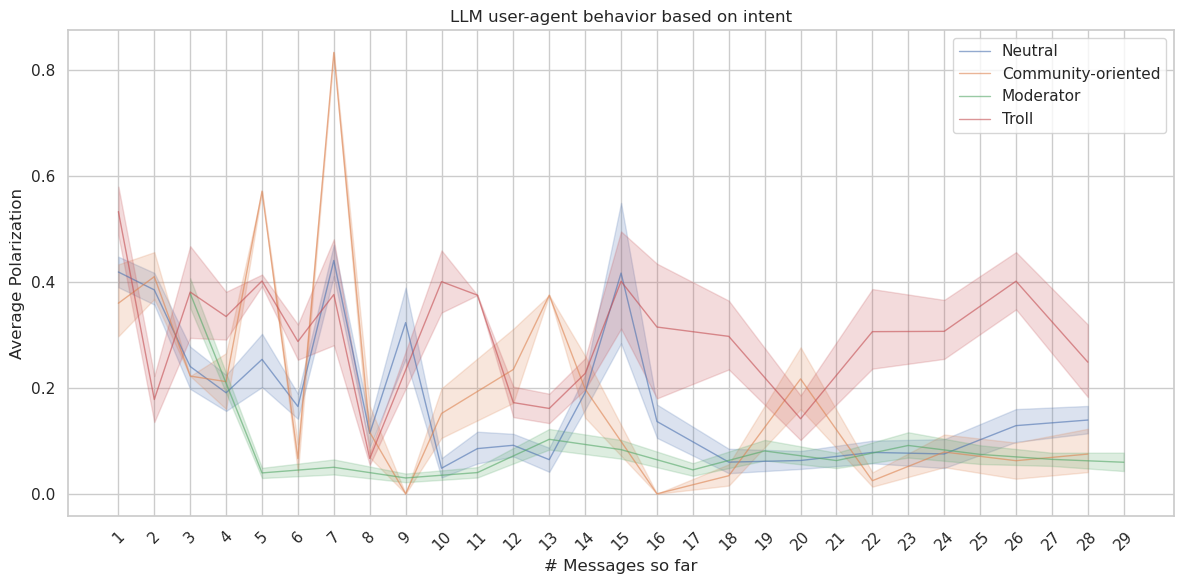 LLM user-agent behavior based on intent
Neutral
Community-oriented
Moderator
Troll
Average Polarization
0.8
0.6
0.4
0.2
0.0
1 2 3 4 5 6 7 8 9 10 11 12 13 14 15 16 17 18 19 20 21 22 23 24 25 26 27 28 29
# Messages so far